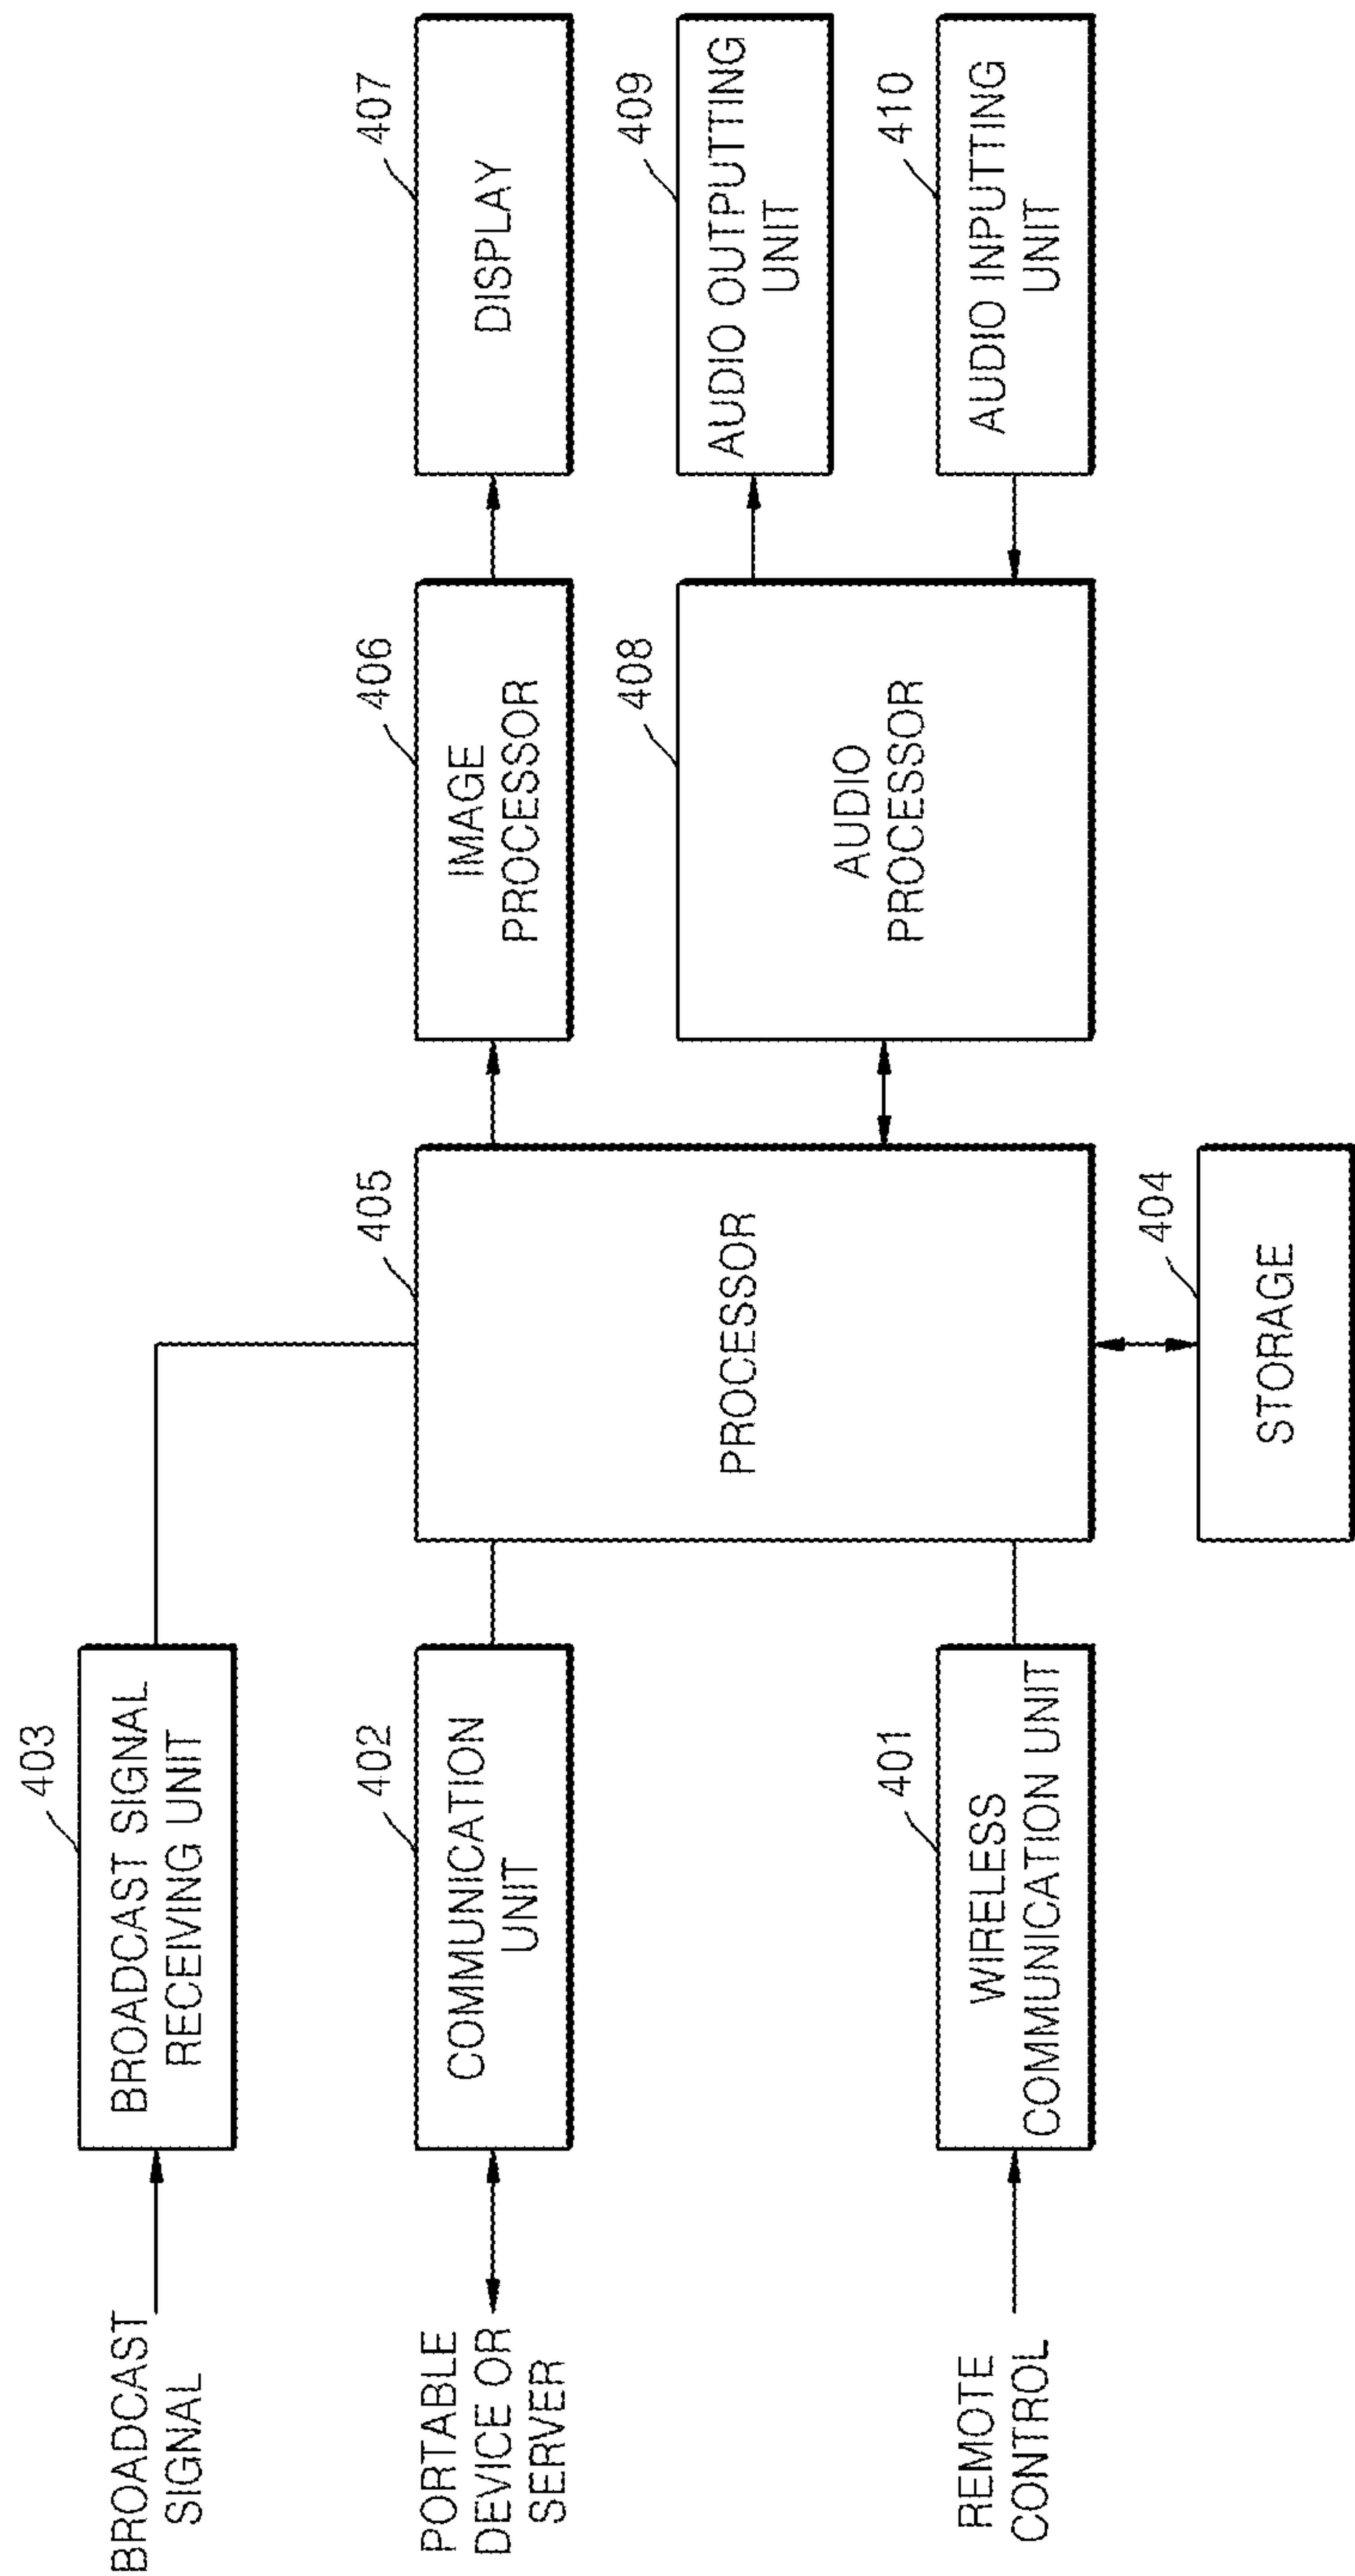 BROADCAST
SIGNAL
403
BROADCAST SIGNAL
RECEIVING UNIT
PORTABLE
DEVICE OR
SERVER
402
COMMUNICATION
UNIT
REMOTE
CONTROL
401
WIRELESS
COMMUNICATION UNIT
405
PROCESSOR
404
STORAGE
406
IMAGE
PROCESSOR
407
DISPLAY
408
AUDIO
PROCESSOR
409
AUDIO OUTPUTTING
UNIT
410
AUDIO INPUTTING
UNIT